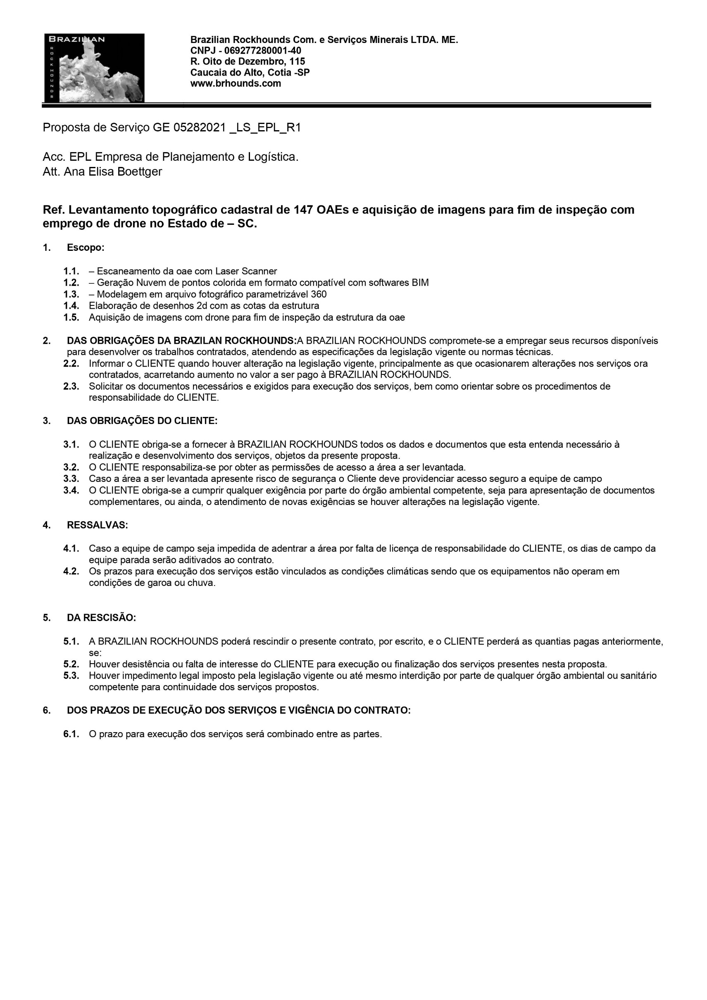 BRAZILIAN
ROCKHOUNDS
Brazilian Rockhounds Com. e Serviços Minerais LTDA. ME.
CNPJ - 069277280001-40
R. Oito de Dezembro, 115
Caucaia do Alto, Cotia -SP
www.brhounds.com
Proposta de Serviço GE 05282021 _LS_EPL_R1
Acc. EPL Empresa de Planejamento e Logística.
Att. Ana Elisa Boettger
Ref. Levantamento topográfico cadastral de 147 OAEs e aquisição de imagens para fim de inspeção com
emprego de drone no Estado de – SC.
1. Escopo:
1.1. – Escaneamento da oae com Laser Scanner
1.2. – Geração Nuvem de pontos colorida em formato compatível com softwares BIM
1.3. – Modelagem em arquivo fotográfico parametrizável 360
1.4. Elaboração de desenhos 2d com as cotas da estrutura
1.5. Aquisição de imagens com drone para fim de inspeção da estrutura da oae
2. DAS OBRIGAÇÕES DA BRAZILAN ROCKHOUNDS:A BRAZILIAN ROCKHOUNDS compromete-se a empregar seus recursos disponíveis
para desenvolver os trabalhos contratados, atendendo as especificações da legislação vigente ou normas técnicas.
2.2. Informar o CLIENTE quando houver alteração na legislação vigente, principalmente as que ocasionarem alterações nos serviços ora
contratados, acarretando aumento no valor a ser pago à BRAZILIAN ROCKHOUNDS.
2.3. Solicitar os documentos necessários e exigidos para execução dos serviços, bem como orientar sobre os procedimentos de
responsabilidade do CLIENTE.
3. DAS OBRIGAÇÕES DO CLIENTE:
3.1. O CLIENTE obriga-se a fornecer à BRAZILIAN ROCKHOUNDS todos os dados e documentos que esta entenda necessário à
realização e desenvolvimento dos serviços, objetos da presente proposta.
3.2. O CLIENTE responsabiliza-se por obter as permissões de acesso a área a ser levantada.
3.3. Caso a área a ser levantada apresente risco de segurança o Cliente deve providenciar acesso seguro a equipe de campo
3.4. O CLIENTE obriga-se a cumprir qualquer exigência por parte do órgão ambiental competente, seja para apresentação de documentos
complementares, ou ainda, o atendimento de novas exigências se houver alterações na legislação vigente.
4. RESSALVAS:
4.1. Caso a equipe de campo seja impedida de adentrar a área por falta de licença de responsabilidade do CLIENTE, os dias de campo da
equipe parada serão aditivados ao contrato.
4.2. Os prazos para execução dos serviços estão vinculados as condições climáticas sendo que os equipamentos não operam em
condições de garoa ou chuva.
5. DA RESCISÃO:
5.1. A BRAZILIAN ROCKHOUNDS poderá rescindir o presente contrato, por escrito, e o CLIENTE perderá as quantias pagas anteriormente,
se:
5.2. Houver desistência ou falta de interesse do CLIENTE para execução ou finalização dos serviços presentes nesta proposta.
5.3. Houver impedimento legal imposto pela legislação vigente ou até mesmo interdição por parte de qualquer órgão ambiental ou sanitário
competente para continuidade dos serviços propostos.
6. DOS PRAZOS DE EXECUÇÃO DOS SERVIÇOS E VIGÊNCIA DO CONTRATO:
6.1. O prazo para execução dos serviços será combinado entre as partes.